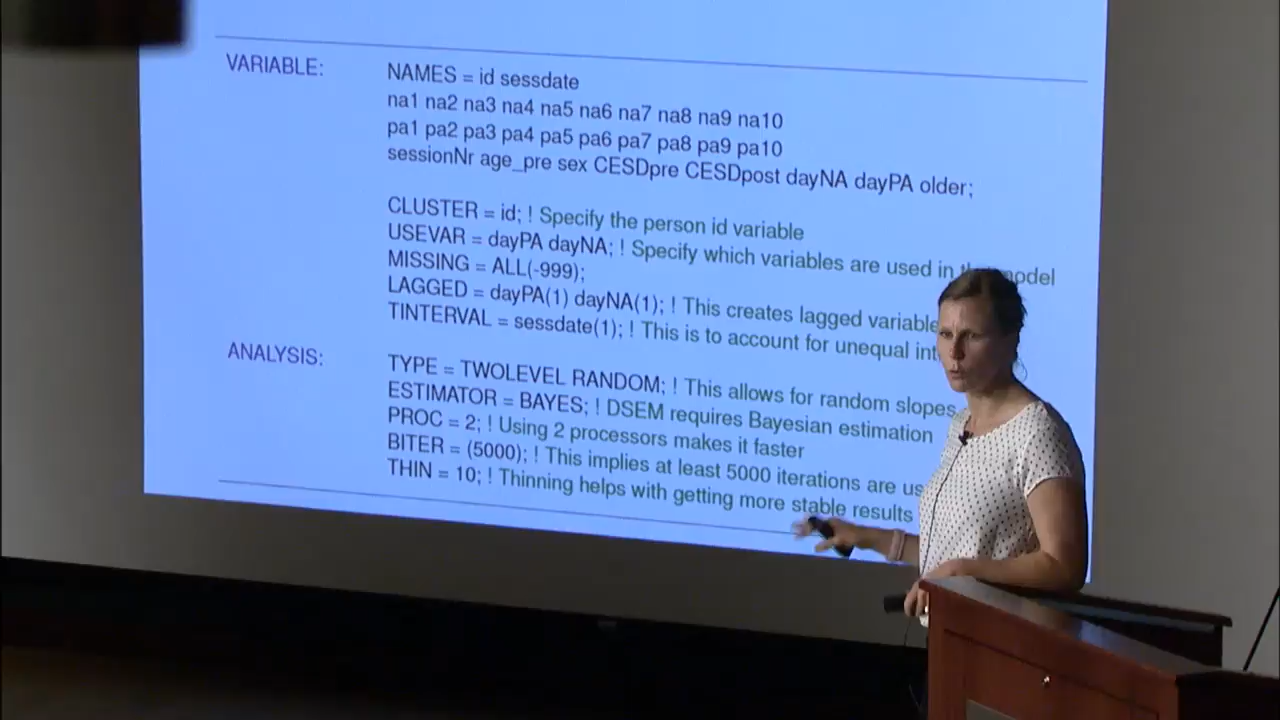 VARIABLE: NAMES = id sessdate
na1 na2 na3 na4 na5 na6 na7 na8 na9 na10
pa1 pa2 pa3 pa4 pa5 pa6 pa7 pa8 pa9 pa10
sessionNr age_pre sex CESDpre CESDpost dayNA dayPA older;
CLUSTER = id; ! Specify the person id variable
USEVAR = dayPA dayNA; ! Specify which variables are used in
MISSING = ALL(-999);
LAGGED = dayPA(1) dayNA(1); ! This creates lagged
TINTERVAL = sessdate(1); ! This is to account for unequal
ANALYSIS: TYPE = TWOLEVEL RANDOM; ! This allows for random slopes
ESTIMATOR = BAYES; ! DSEM requires Bayesian estimation
PROC = 2; ! Using 2 processors makes it faster
BITER = (5000); ! This implies at least 5000 iterations are
THIN = 10; ! Thinning helps with getting more stable results